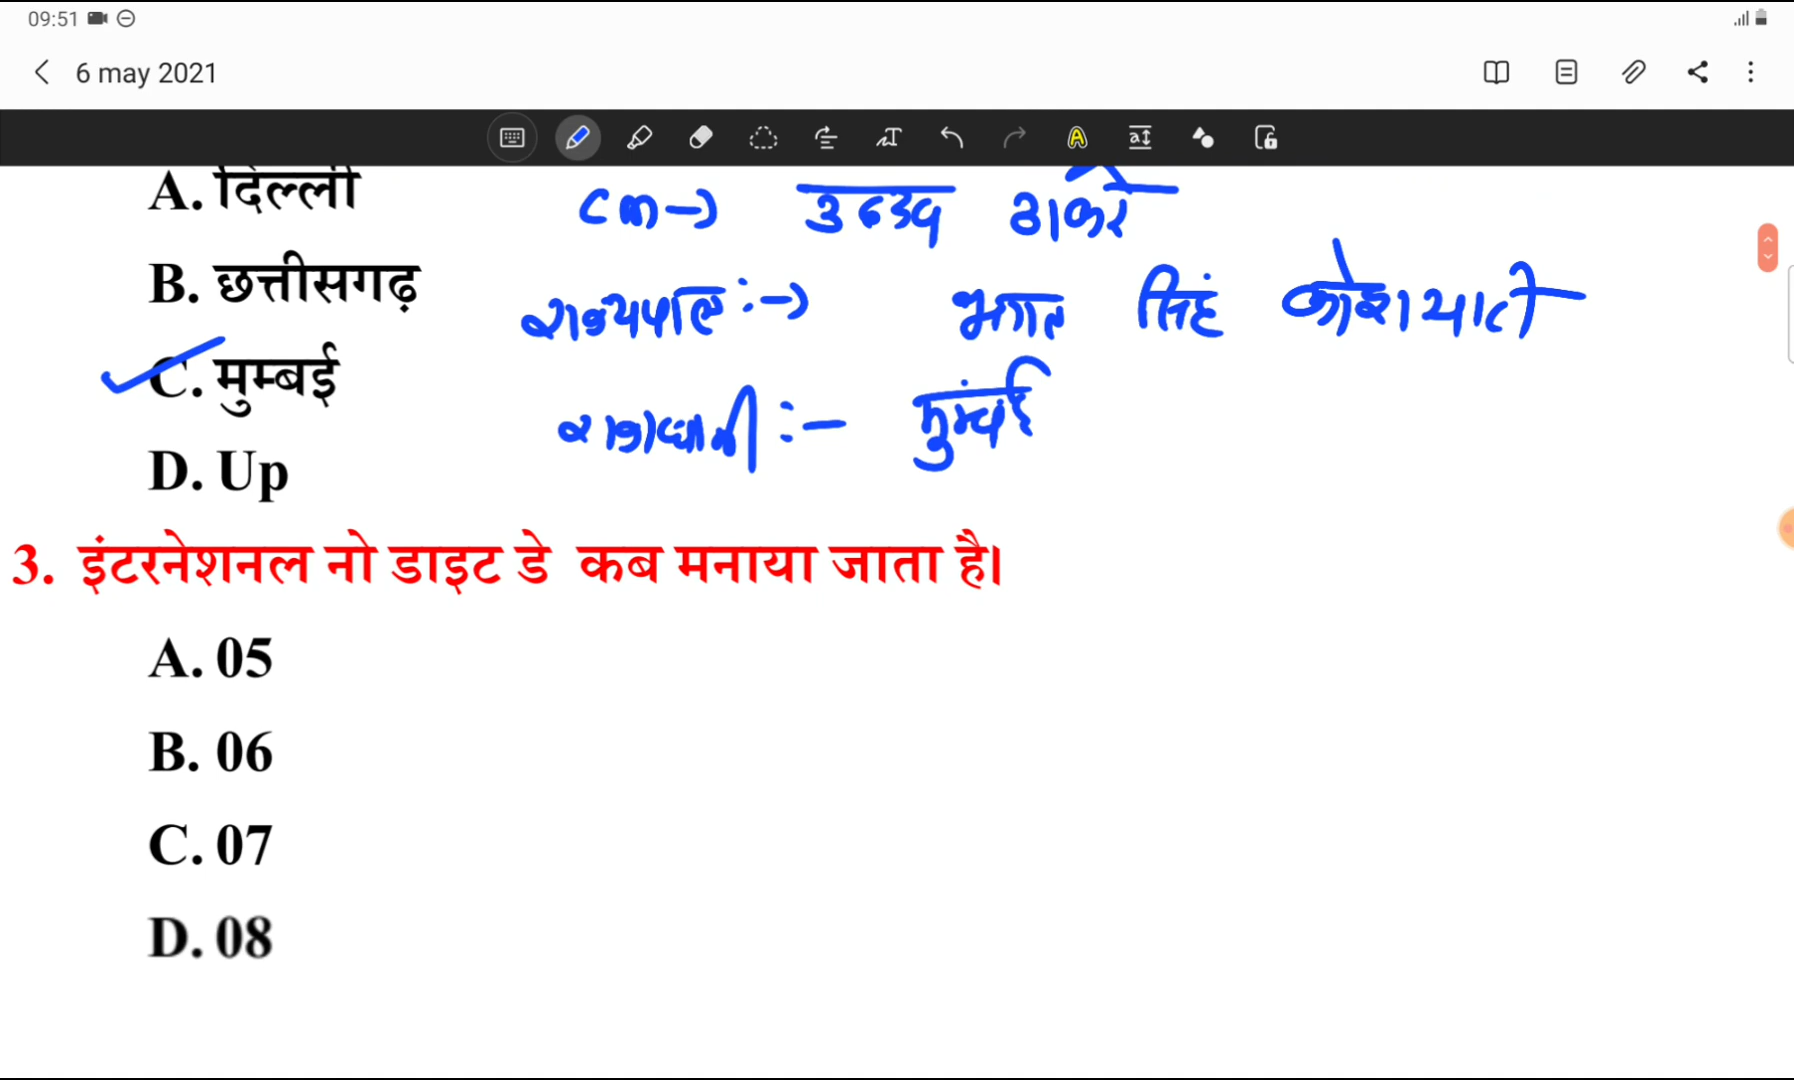 09:51
6 may 2021
A. दिल्ली
Cm→ उद्धव ठाकरे
B. छत्तीसगढ़
राज्यपाल :→ भगत सिंह कोश्यारी
C. मुम्बई
राजधानी :- मुंबई
D. Up
3. इंटरनेशनल नो डाइट डे कब मनाया जाता है।
A. 05
B. 06
C. 07
D. 08